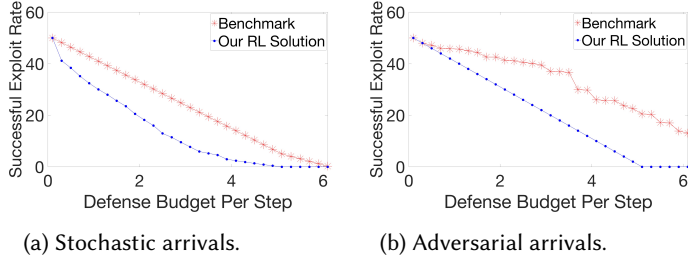 Successful Exploit Rate
60
40
20
0
0 2 4 6
Benchmark
Our RL Solution
Defense Budget Per Step
(a) Stochastic arrivals.
Successful Exploit Rate
60
40
20
0
0 2 4 6
Benchmark
Our RL Solution
Defense Budget Per Step
(b) Adversarial arrivals.